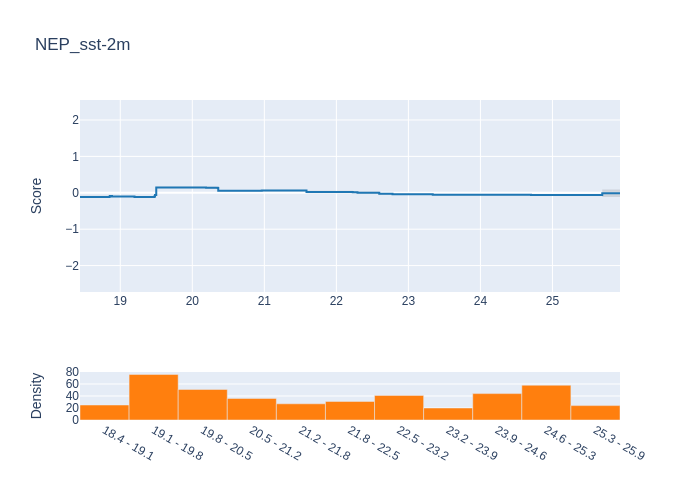 NEP_sst-2m
Score
2
1
0
−1
−2
19 20 21 22 23 24 25
Density
80
60
40
20
0
18.4 - 19.1
19.1 - 19.8
19.8 - 20.5
20.5 - 21.2
21.2 - 21.8
21.8 - 22.5
22.5 - 23.2
23.2 - 23.9
23.9 - 24.6
24.6 - 25.3
25.3 - 25.9